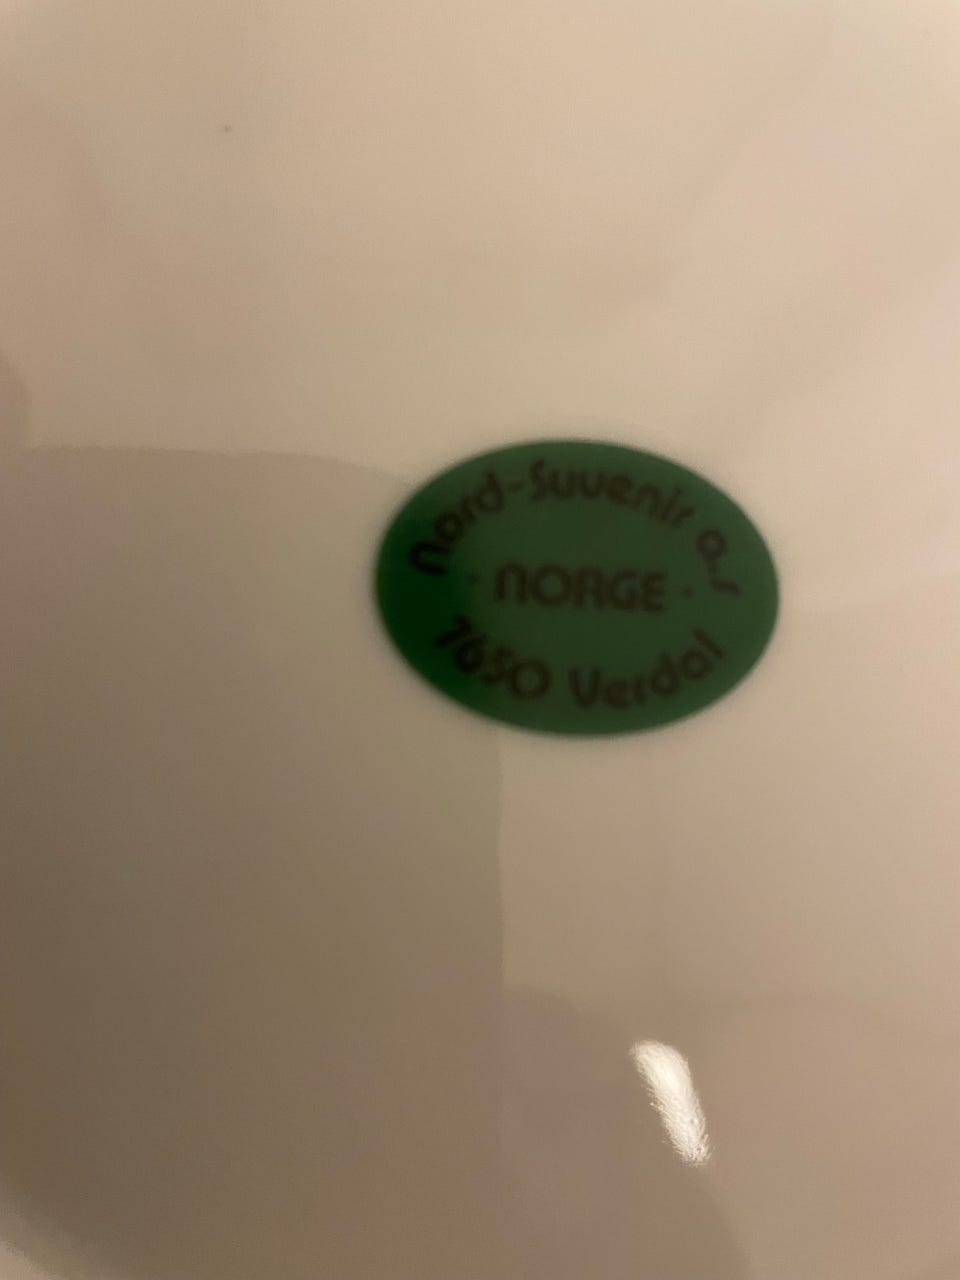 Nord-Suvenir a.s
· NORGE ·
7650 Verdal